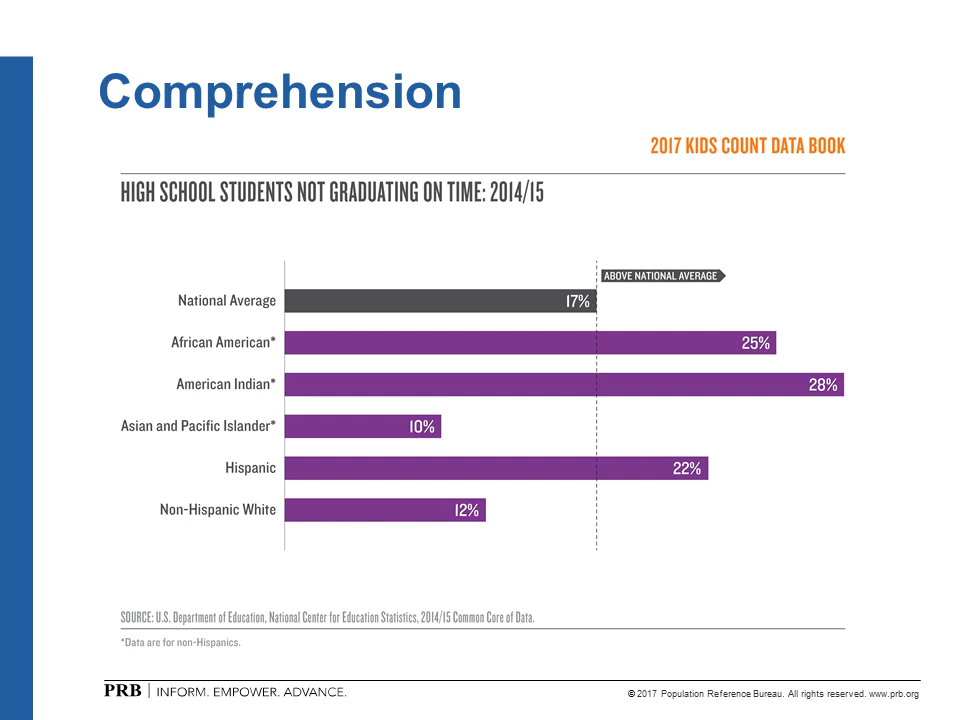 Comprehension
2017 KIDS COUNT DATA BOOK
HIGH SCHOOL STUDENTS NOT GRADUATING ON TIME: 2014/15
ABOVE NATIONAL AVERAGE
National Average 17%
African American* 25%
American Indian* 28%
Asian and Pacific Islander* 10%
Hispanic 22%
Non-Hispanic White 12%
SOURCE: U.S. Department of Education, National Center for Education Statistics, 2014/15 Common Core of Data.
*Data are for non-Hispanics.
PRB | INFORM. EMPOWER. ADVANCE.
© 2017 Population Reference Bureau. All rights reserved. www.prb.org